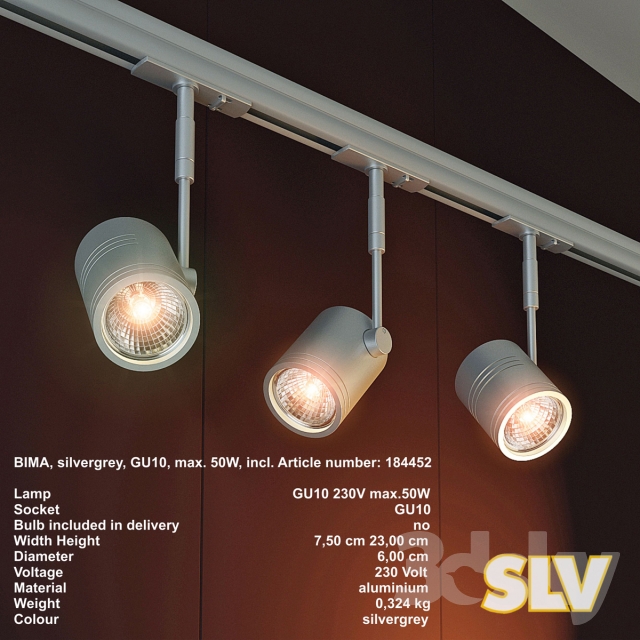 BIMA, silvergrey, GU10, max. 50W, incl. Article number: 184452
Lamp GU10 230V max.50W
Socket GU10
Bulb included in delivery no
Width Height 7,50 cm 23,00 cm
Diameter 6,00 cm
Voltage 230 Volt
Material aluminium
Weight 0,324 kg
Colour silvergrey
3dsky
SLV